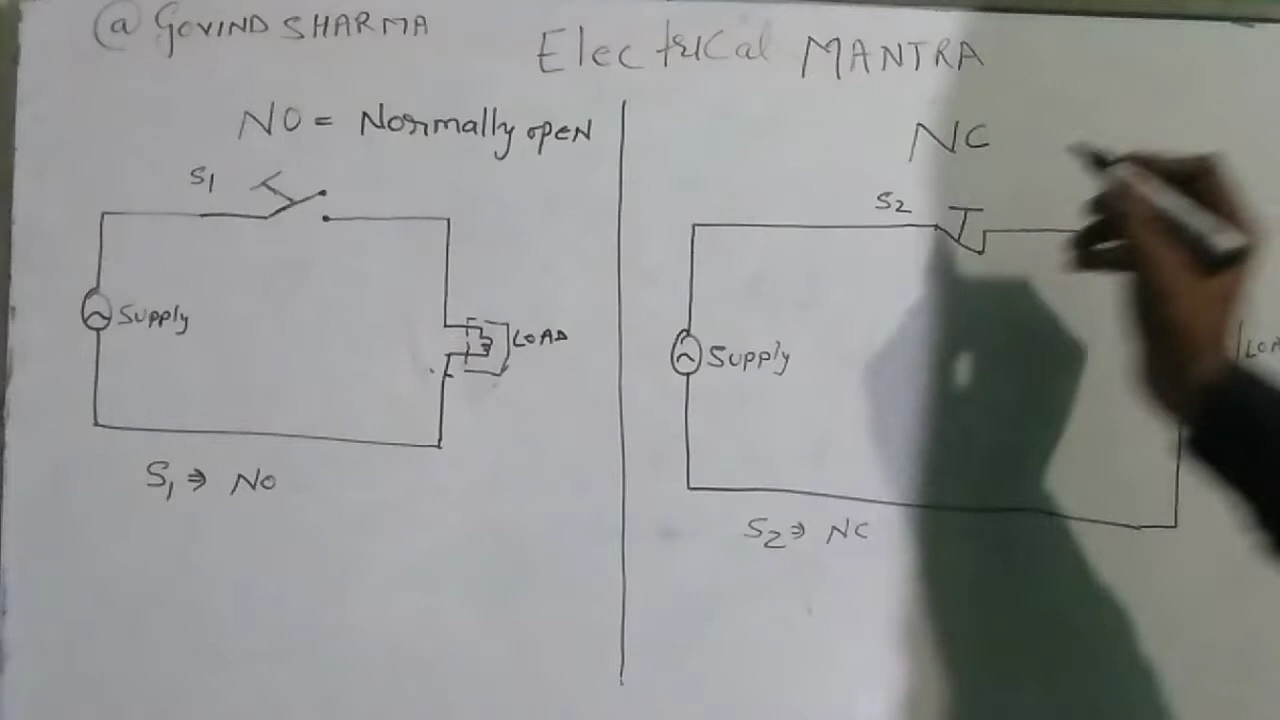 @ GOVIND SHARMA
Electrical MANTRA
NO = Normally open
S1
Supply
LOAD
S1 ⇒ NO
NC
S2
Supply
S2 ⇒ NC